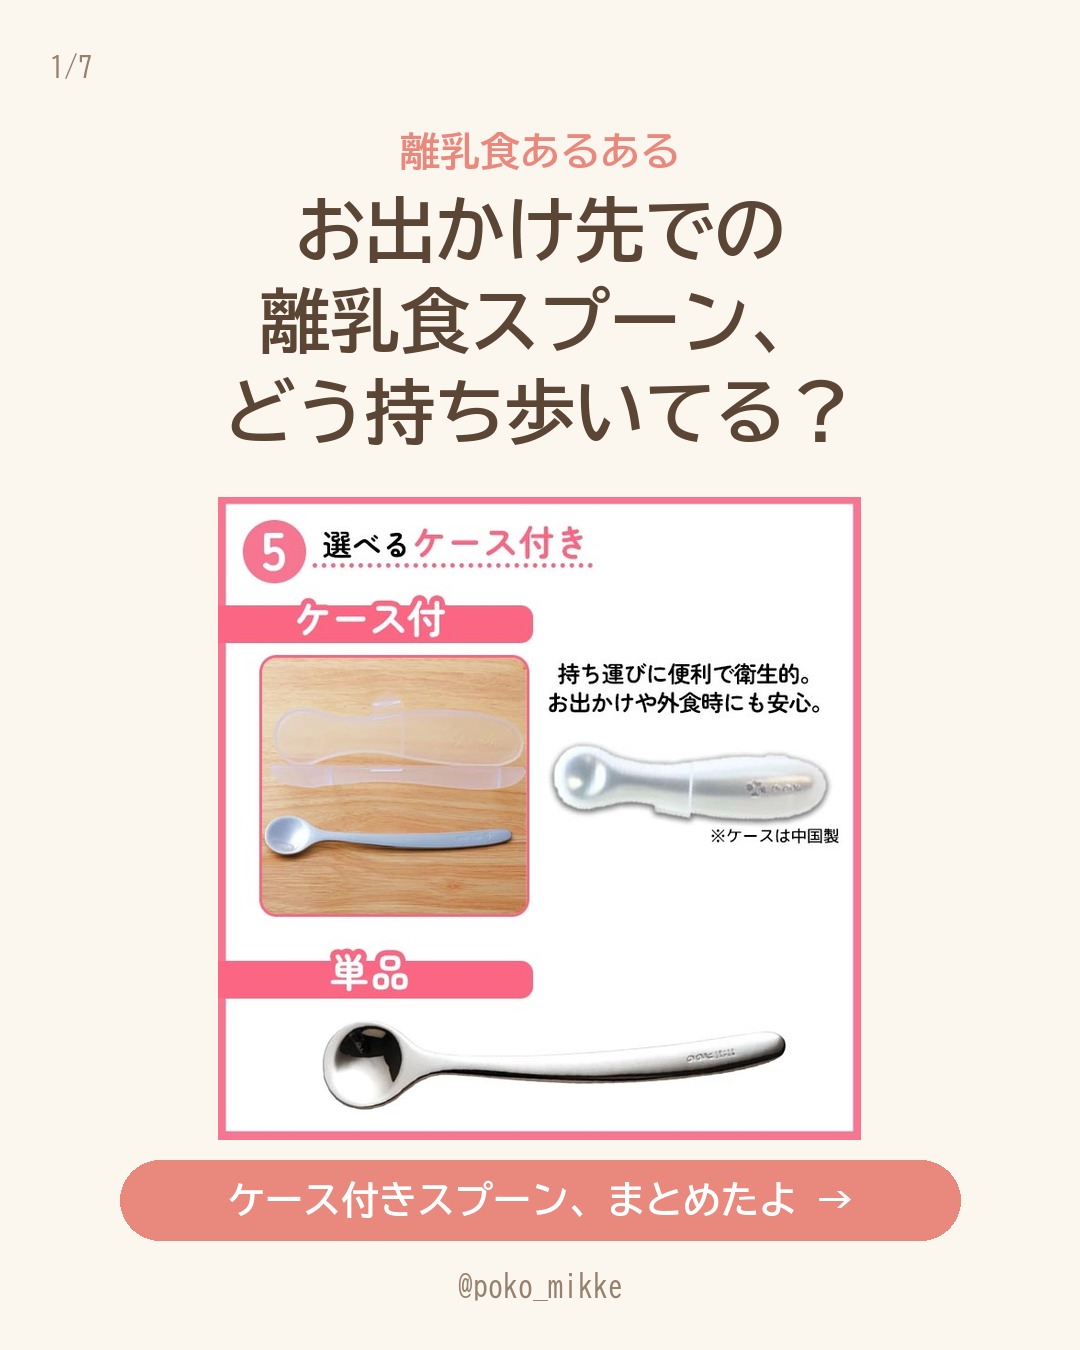 1/7
離乳食あるある
お出かけ先での
離乳食スプーン、
どう持ち歩いてる？
5 選べるケース付き
ケース付
持ち運びに便利で衛生的。
お出かけや外食時にも安心。
※ケースは中国製
単品
ケース付きスプーン、まとめたよ →
@poko_mikke